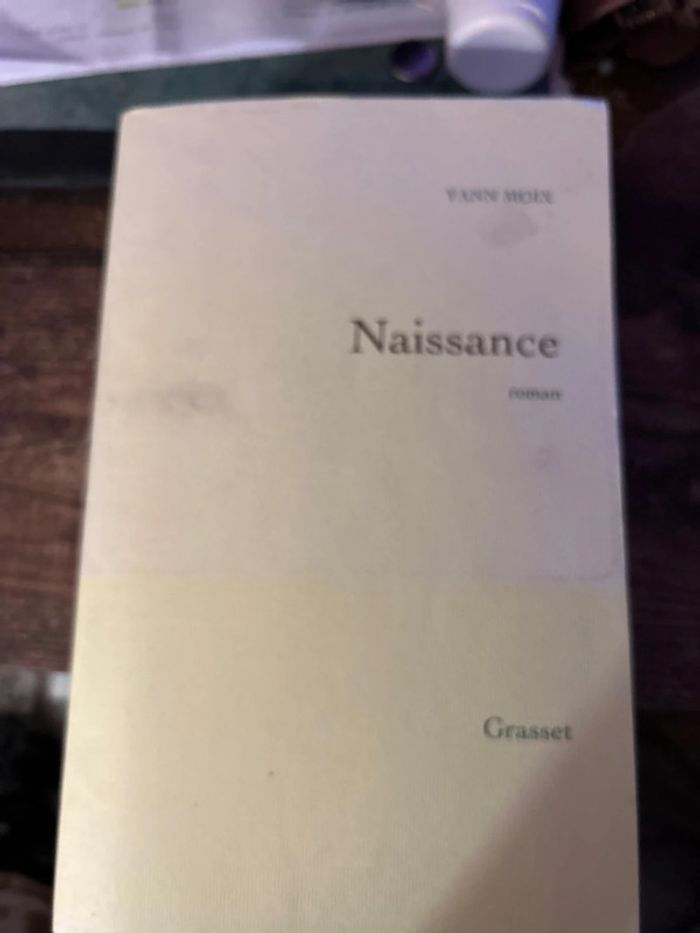 YANN MOIX
Naissance
roman
Grasset